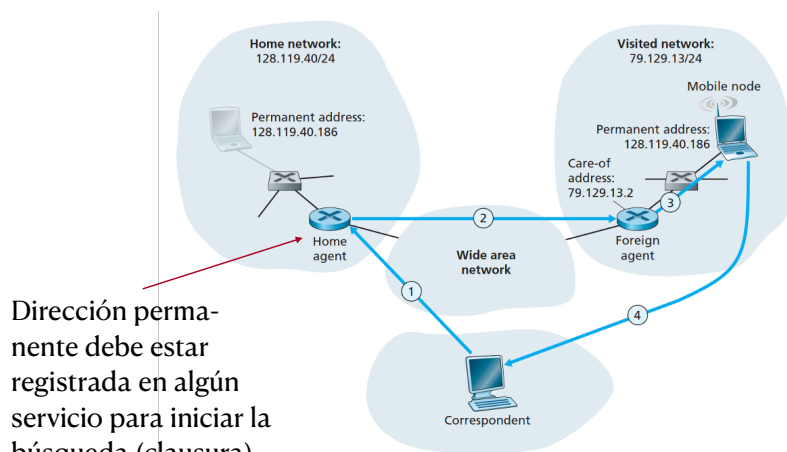 Home network:
128.119.40/24
Visited network:
79.129.13/24
Mobile node
Permanent address:
128.119.40.186
Permanent address:
128.119.40.186
Care-of
address:
79.129.13.2
3
2
Home
agent
Foreign
agent
Wide area
network
1
4
Correspondent
Dirección perma-
nente debe estar
registrada en algún
servicio para iniciar la
búsqueda (clausura)